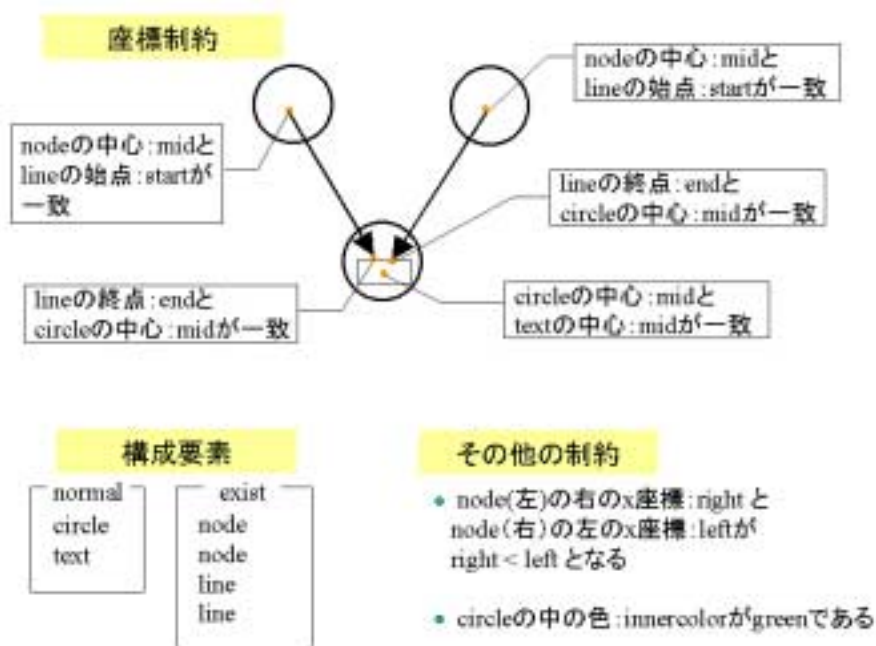 座標制約
nodeの中心:midと
lineの始点:startが一致
nodeの中心:midと
lineの始点:startが
一致
lineの終点:endと
circleの中心:midが一致
lineの終点:endと
circleの中心:midが一致
circleの中心:midと
textの中心:midが一致
構成要素
normal
circle
text
exist
node
node
line
line
その他の制約
• node(左)の右のx座標:right と
node(右)の左のx座標:leftが
right < left となる
• circleの中の色:innercolorがgreenである